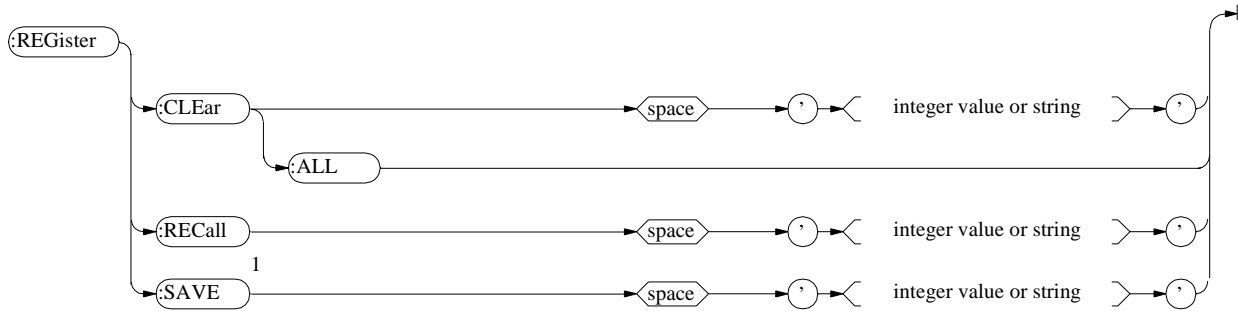 :REGister
:CLEar space ’ integer value or string ’
:ALL
:RECall space ’ integer value or string ’
1
:SAVE space ’ integer value or string ’